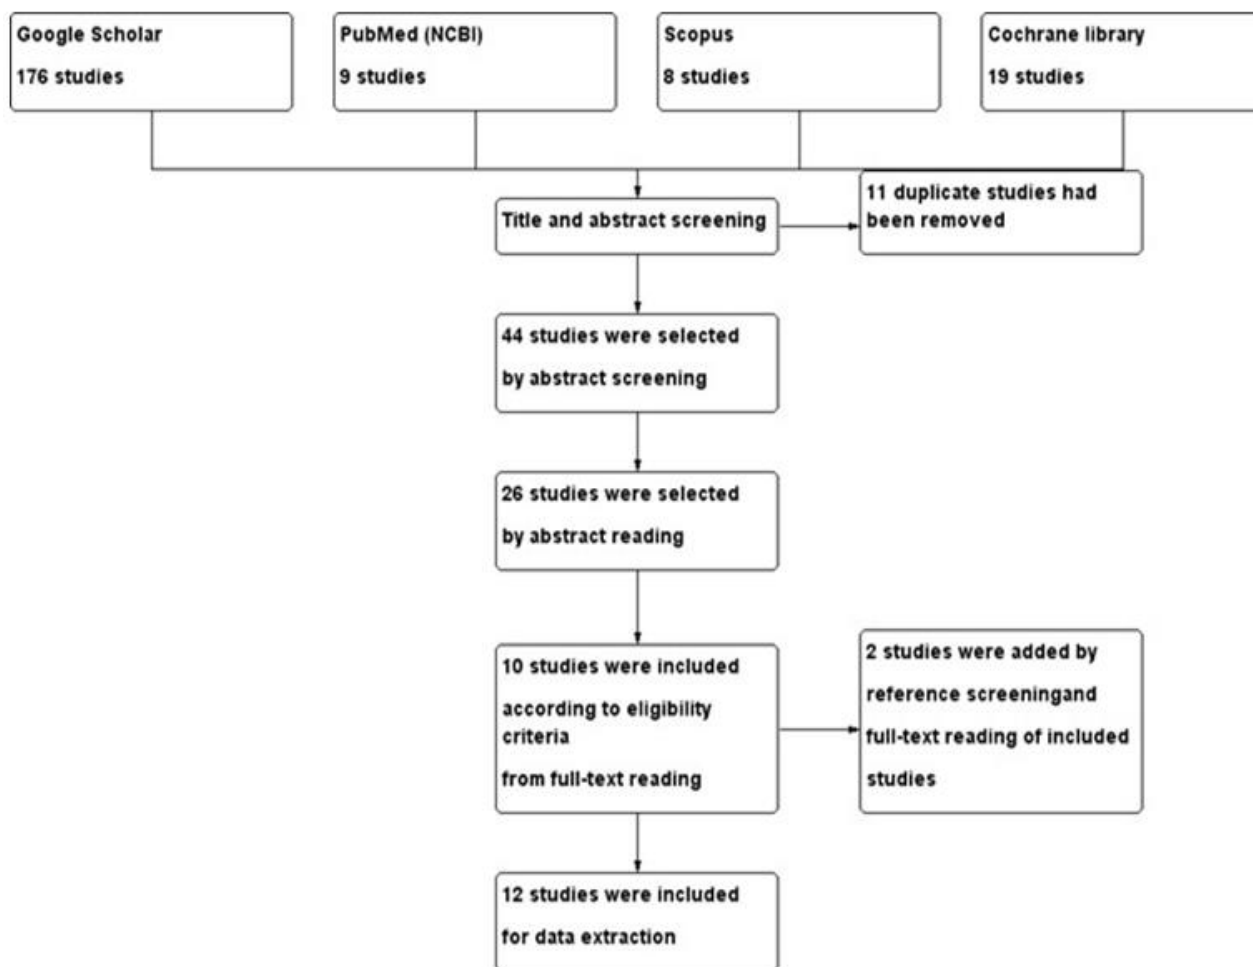 Google Scholar
176 studies
PubMed (NCBI)
9 studies
Scopus
8 studies
Cochrane library
19 studies
Title and abstract screening
11 duplicate studies had
been removed
44 studies were selected
by abstract screening
26 studies were selected
by abstract reading
10 studies were included
according to eligibility
criteria
from full-text reading
2 studies were added by
reference screeningand
full-text reading of included
studies
12 studies were included
for data extraction